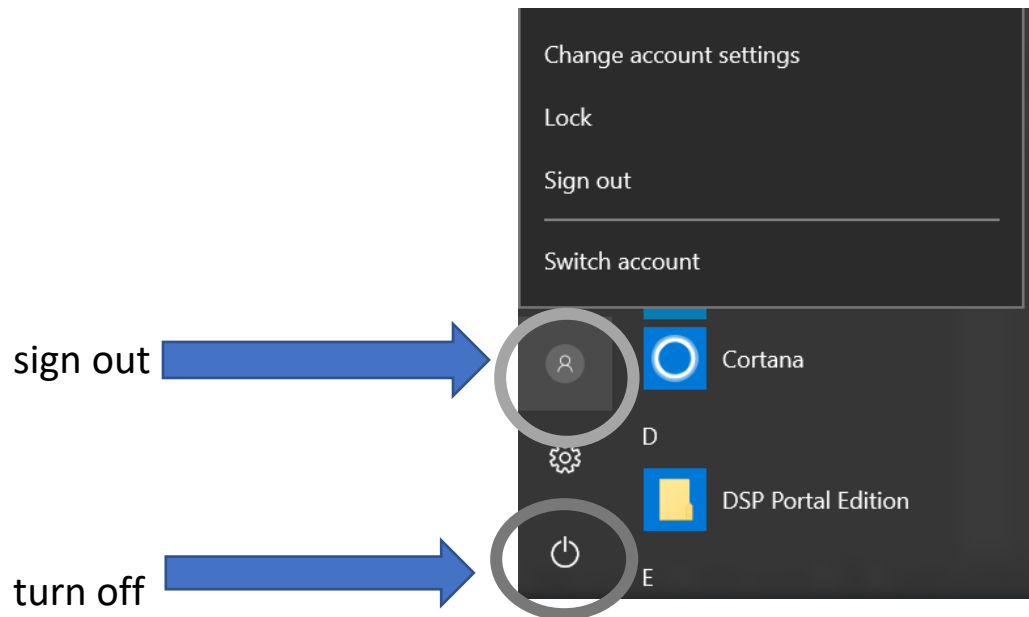 Change account settings
Lock
Sign out
Switch account
sign out
Cortana
D
DSP Portal Edition
turn off
E